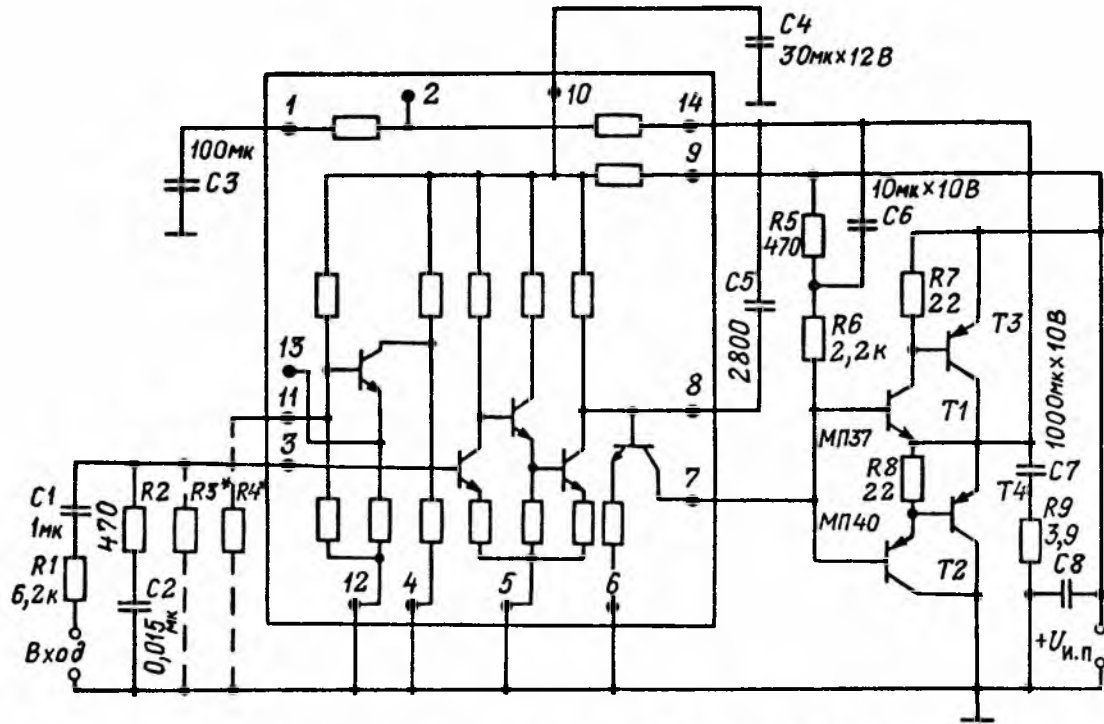 C4
30мк×12В
1
2
10
14
100мк
C3
9
10мк×10В
C6
R5
470
R7
22
C5
2800
R6
2,2к
T3
13
8
11
МП37
T1
1000мк×10В
3
R8
22
C7
7
T4
C1
1мк
R2
470
R3*
R4*
МП40
R9
3,9
R1
6,2к
C2
0,015мк
12
4
5
6
T2
C8
Вход
+Uи.п